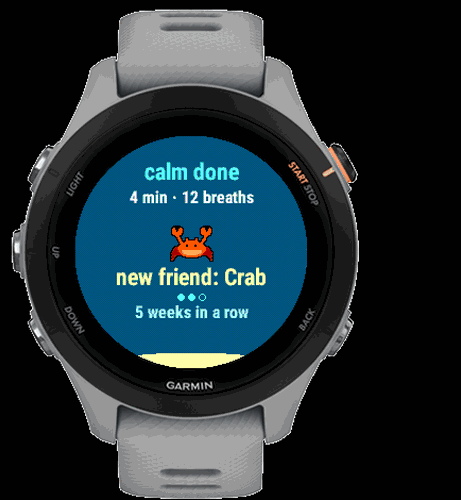 calm done
4 min · 12 breaths
new friend: Crab
5 weeks in a row
LIGHT
START STOP
UP
DOWN
BACK
GARMIN